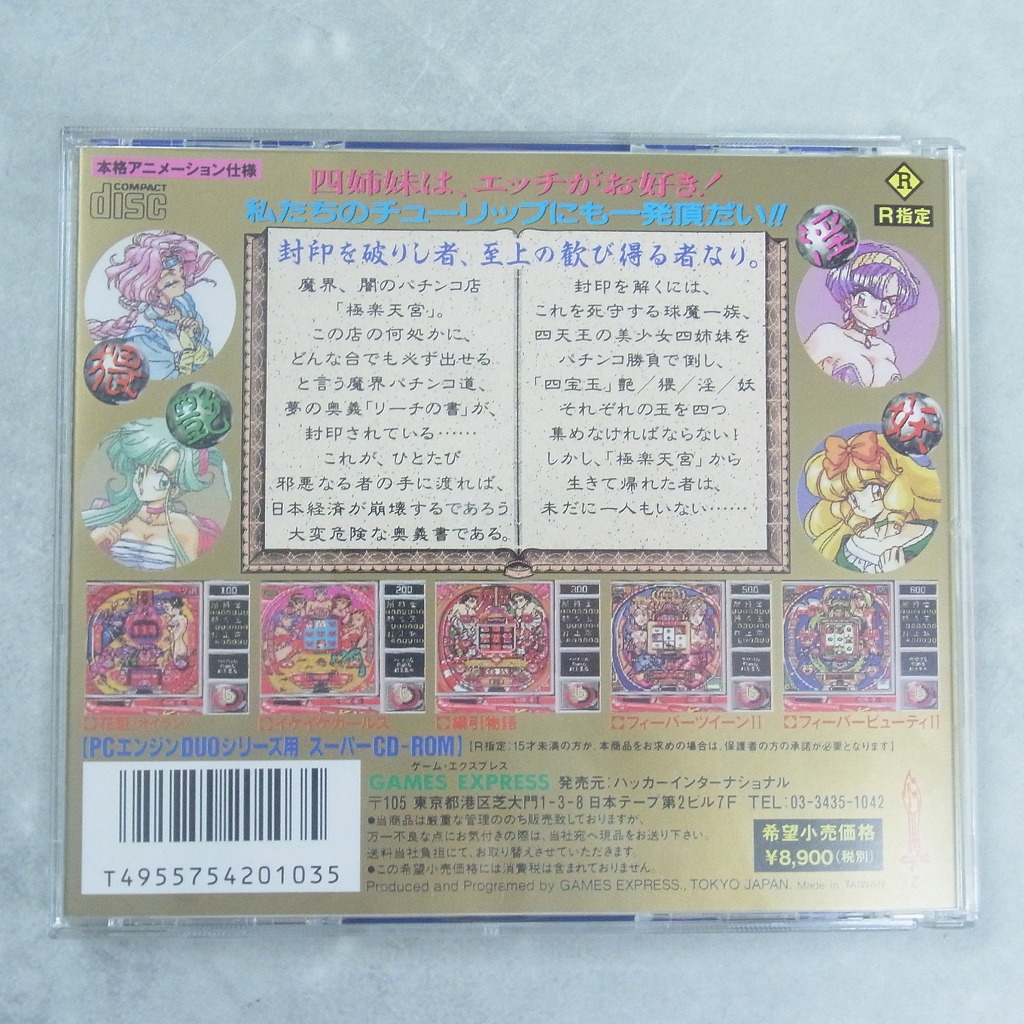 本格アニメーション仕様
COMPACT
disc
四姉妹は、エッチがお好き!
私たちのチューリップにも一発頂だい!!
R
R指定
封印を破りし者、至上の歓び得る者なり。
魔界、闇のパチンコ店
「極楽天宮」。
この店の何処かに、
どんな台でも必ず出せる
と言う魔界パチンコ道、
夢の奥義「リーチの書」が、
封印されている……
これが、ひとたび
邪悪なる者の手に渡れば、
日本経済が崩壊するであろう
大変危険な奥義書である。
封印を解くには、
これを死守する球魔一族、
四天王の美少女四姉妹を
パチンコ勝負で倒し、
「四宝玉」艶/猥/淫/妖
それぞれの玉を四つ
集めなければならない!
しかし、「極楽天宮」から
生きて帰れた者は、
未だに一人もいない……
猥
艶
淫
妖
100
200
300
500
600
イケイケガールス
綱引物語
フィーバーツイーンII
フィーバービューティII
【PCエンジンDUOシリーズ用 スーパーCD-ROM】【R指定:15才未満の方が、本商品をお求めの場合は、保護者の方の承諾が必要となります】
ゲーム・エクスプレス
GAMES EXPRESS 発売元:ハッカーインターナショナル
〒105 東京都港区芝大門1-3-8 日本テープ第2ビル7F TEL:03-3435-1042
●当商品は厳重な管理ののち販売致しておりますが、
万一不良な点にお気付きの際は、当社宛へ現品をお送り下さい。
送料当社負担にて、お取り替えさせていただきます。
●この希望小売価格には消費税は含まれておりません。
Produced and Programed by GAMES EXPRESS., TOKYO JAPAN. Made in TAIWAN
希望小売価格
¥8,900(税別)
T4955754201035